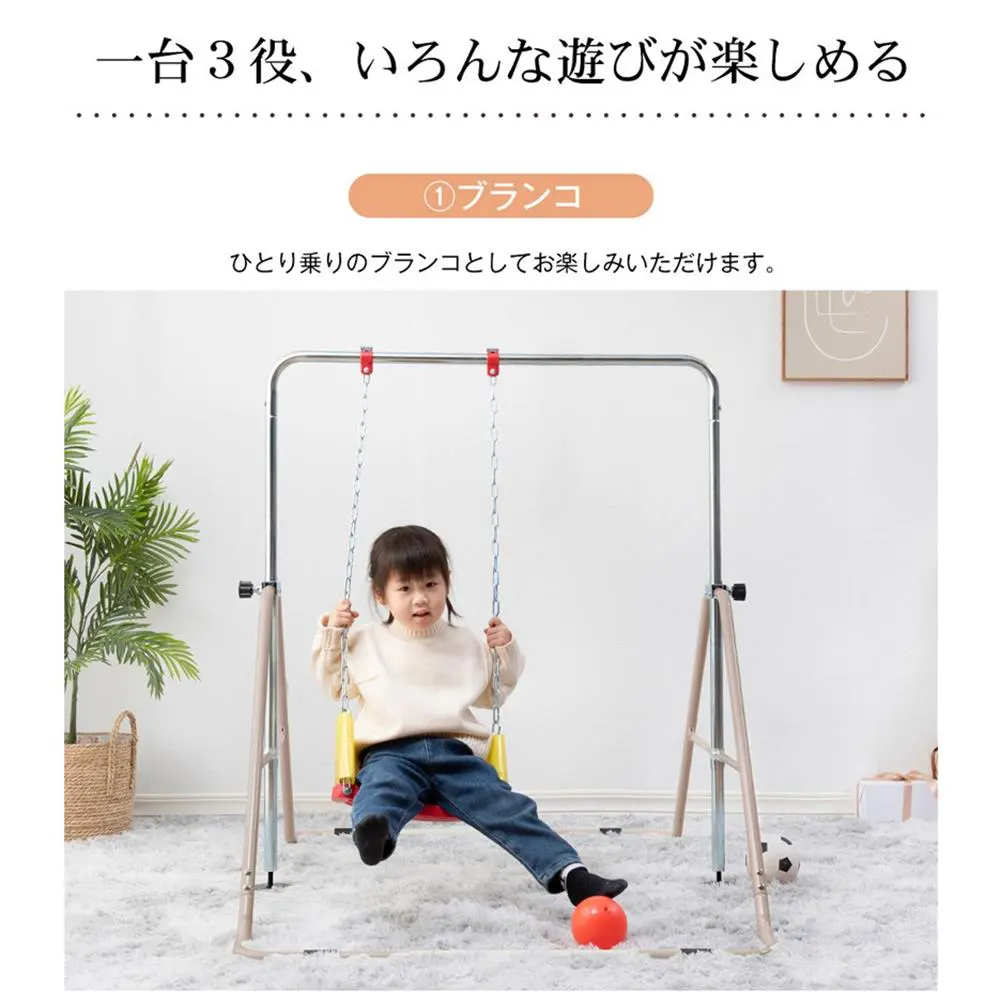 一台３役、いろんな遊びが楽しめる
①ブランコ
ひとり乗りのブランコとしてお楽しみいただけます。